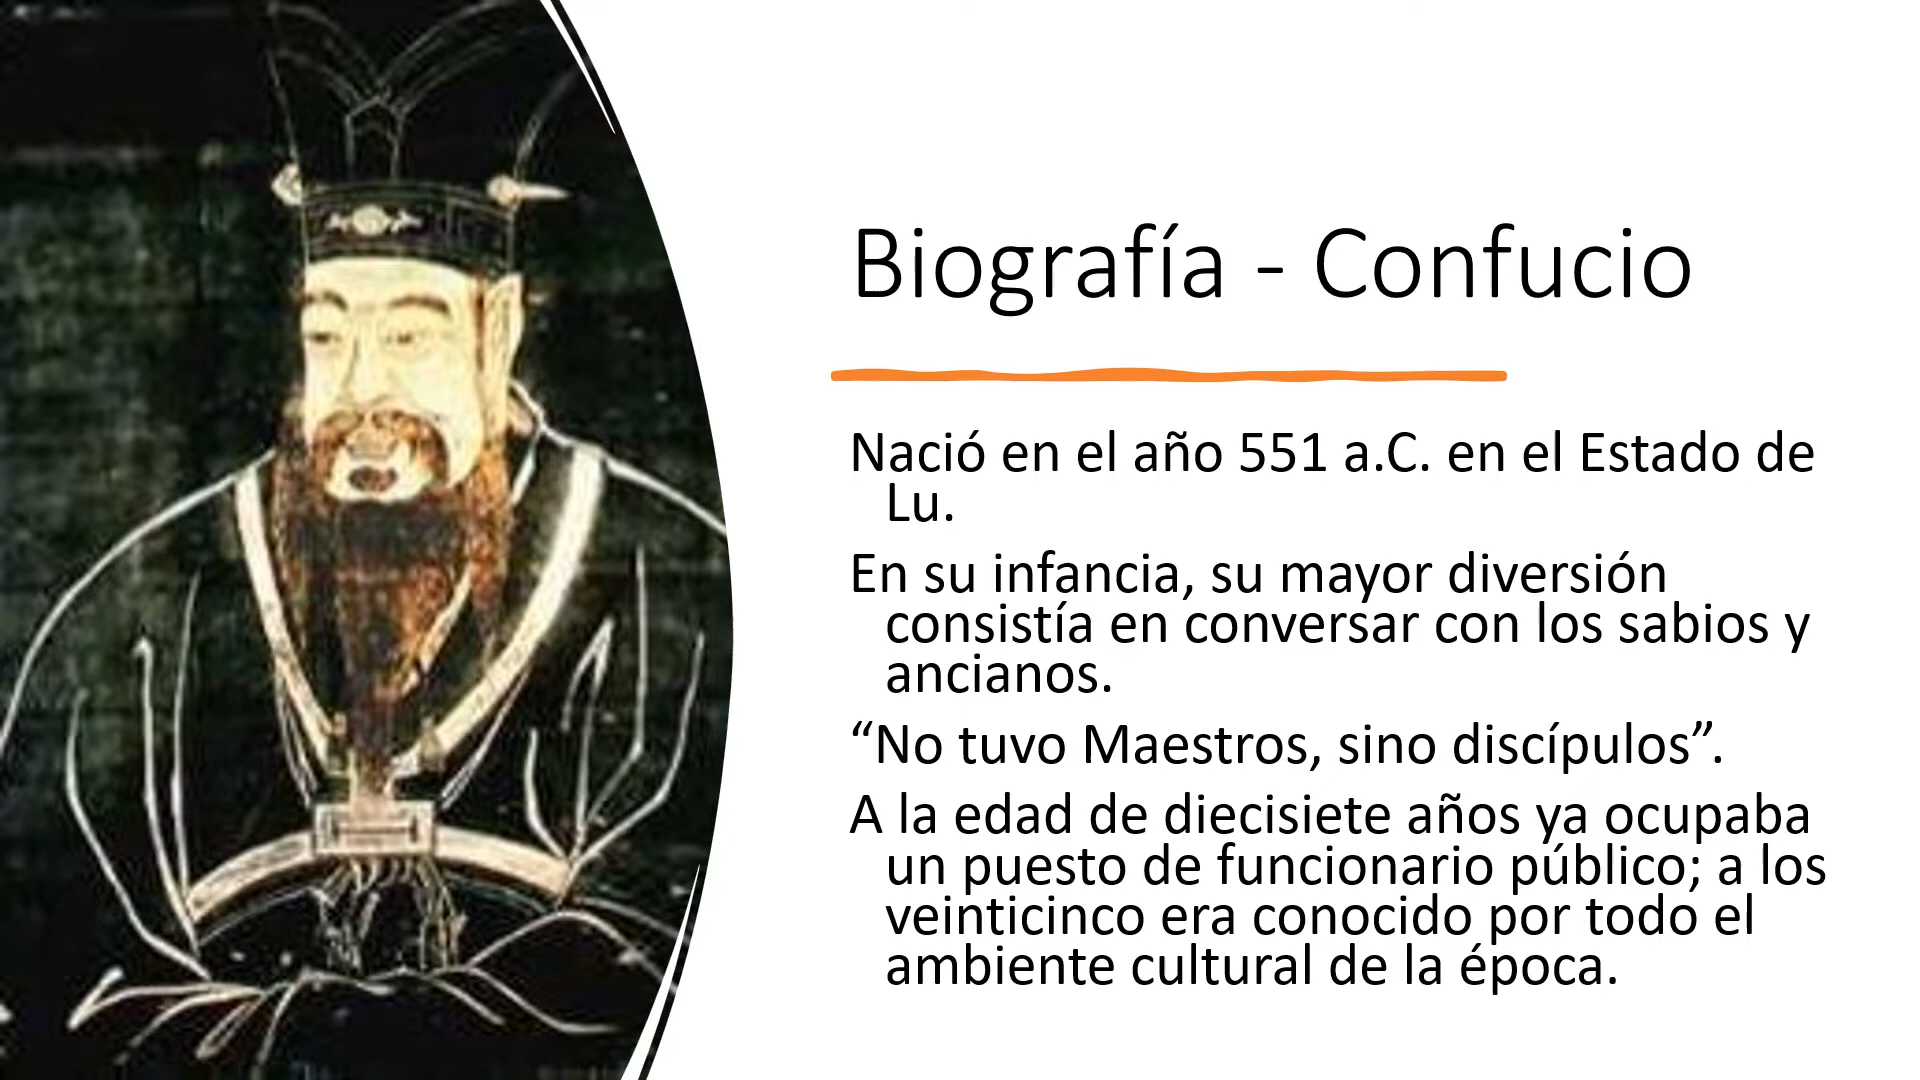 Biografía - Confucio
Nació en el año 551 a.C. en el Estado de
Lu.
En su infancia, su mayor diversión
consistía en conversar con los sabios y
ancianos.
“No tuvo Maestros, sino discípulos”.
A la edad de diecisiete años ya ocupaba
un puesto de funcionario público; a los
veinticinco era conocido por todo el
ambiente cultural de la época.